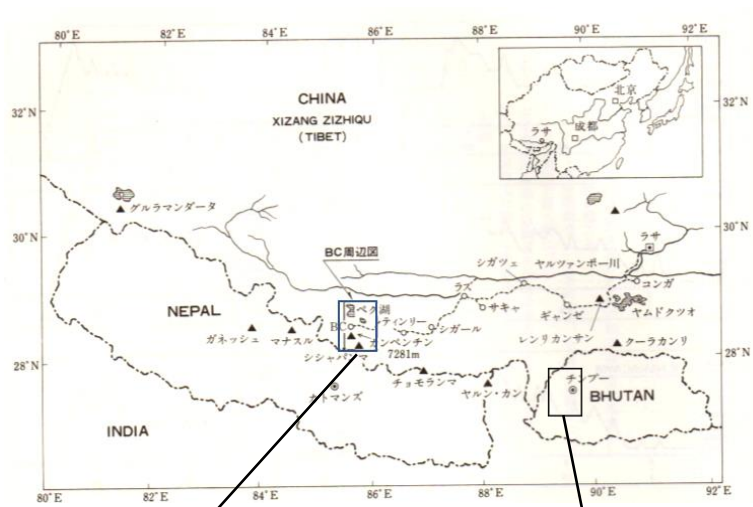 80°E 82°E 84°E 86°E 88°E 90°E 92°E
CHINA
XIZANG ZIZHIQU
(TIBET)
32°N
32°N
北京
成都
ラサ
グルラマンダータ
30°N
30°N
ラサ
BC周辺図
シガツェ
ヤルツァンポー川
ラズ
コンガ
ペク湖
サキャ
ギャンゼ
ヤムドクツオ
NEPAL
BC
ティンリー
シガール
レンリカンサン
ガネッシュ
マナスル
カンペンチン
7281m
クーラカンリ
シシャパンマ
28°N
28°N
チョモランマ
ヤルン・カン
チンプー
BHUTAN
カトマンズ
INDIA
80°E 82°E 84°E 86°E 88°E 90°E 92°E